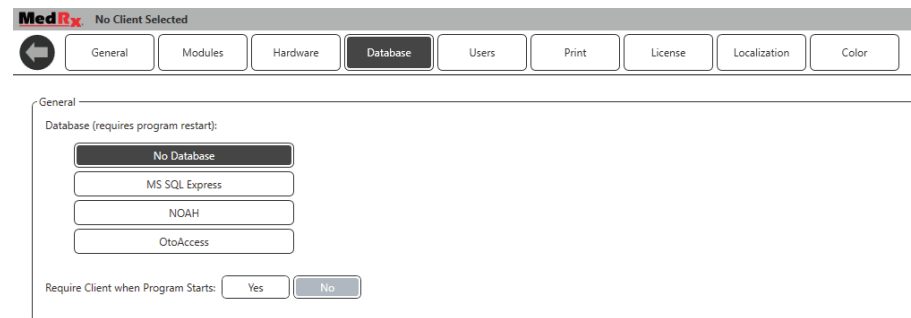 MedRx No Client Selected
General Modules Hardware Database Users Print License Localization Color
General
Database (requires program restart):
No Database
MS SQL Express
NOAH
OtoAccess
Require Client when Program Starts: Yes No